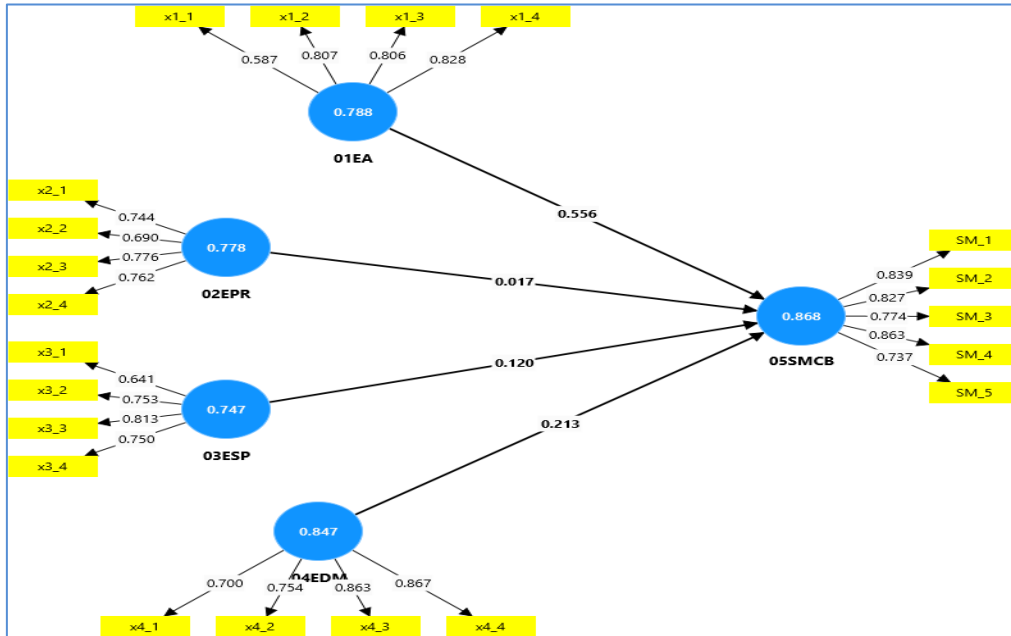 x1_1 x1_2 x1_3 x1_4
0.587 0.807 0.806 0.828
0.788
01EA
x2_1
x2_2
x2_3
x2_4
0.744
0.690
0.776
0.762
0.778
02EPR
x3_1
x3_2
x3_3
x3_4
0.641
0.753
0.813
0.750
0.747
03ESP
0.847
04EDM
0.700 0.754 0.863 0.867
x4_1 x4_2 x4_3 x4_4
0.556
0.017
0.120
0.213
0.868
05SMCB
0.839
0.827
0.774
0.863
0.737
SM_1
SM_2
SM_3
SM_4
SM_5